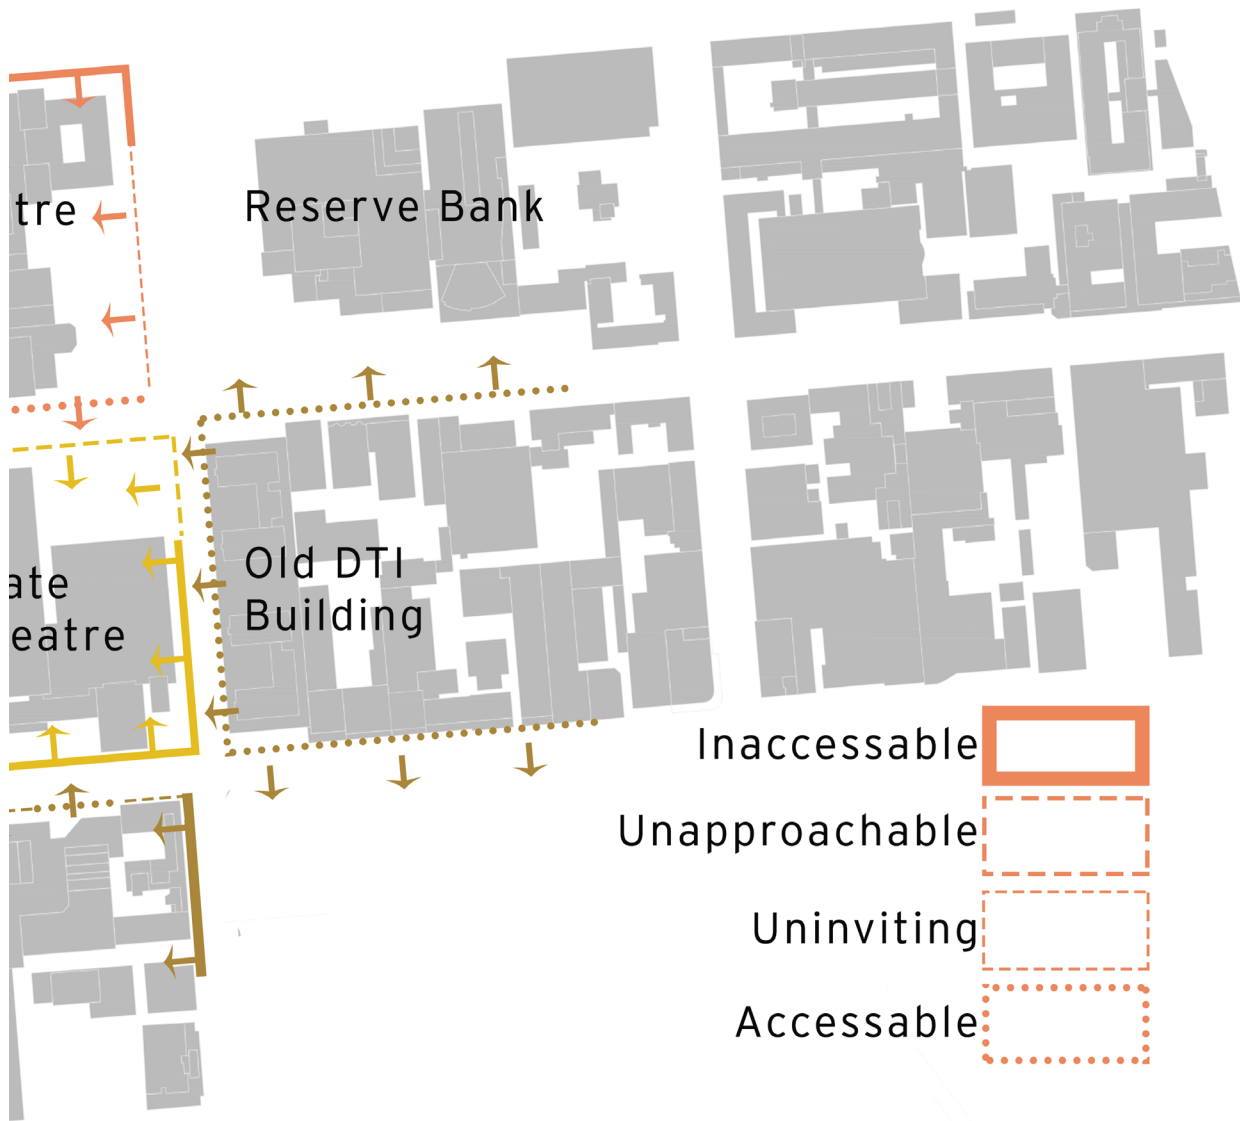 tre
Reserve Bank
Old DTI
Building
ate
eatre
Inaccessable
Unapproachable
Uninviting
Accessable